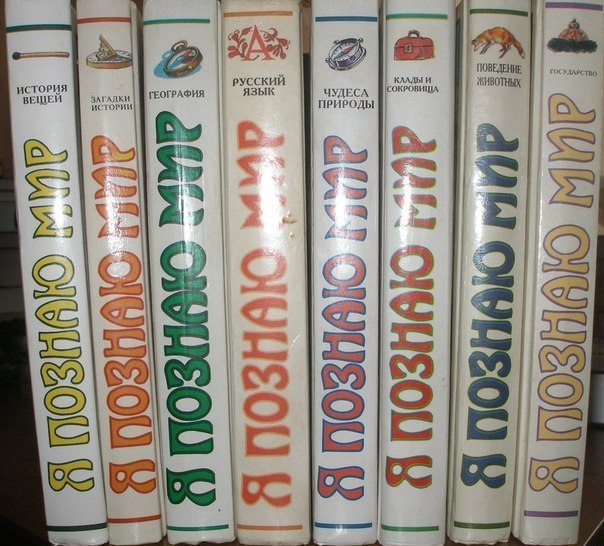 ИСТОРИЯ
ВЕЩЕЙ
Я ПОЗНАЮ МИР
ЗАГАДКИ
ИСТОРИИ
Я ПОЗНАЮ МИР
ГЕОГРАФИЯ
Я ПОЗНАЮ МИР
А
РУССКИЙ
ЯЗЫК
Я ПОЗНАЮ МИР
ЧУДЕСА
ПРИРОДЫ
Я ПОЗНАЮ МИР
КЛАДЫ И
СОКРОВИЩА
Я ПОЗНАЮ МИР
ПОВЕДЕНИЕ
ЖИВОТНЫХ
Я ПОЗНАЮ МИР
ГОСУДАРСТВО
Я ПОЗНАЮ МИР